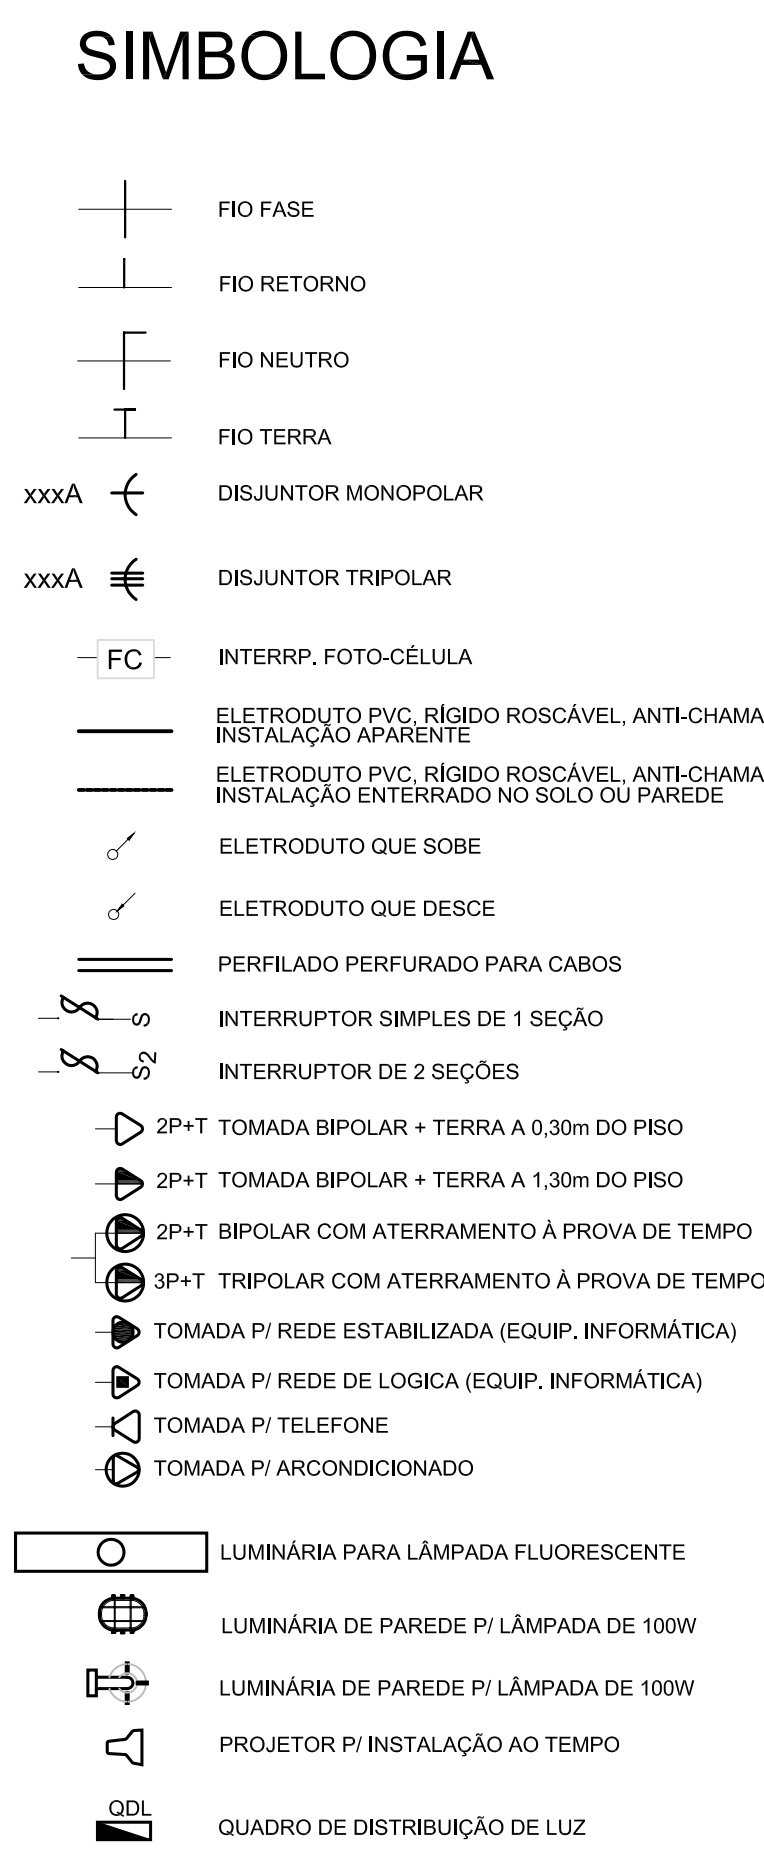 SIMBOLOGIA
FIO FASE
FIO RETORNO
FIO NEUTRO
FIO TERRA
xxxA DISJUNTOR MONOPOLAR
xxxA DISJUNTOR TRIPOLAR
FC INTERRP. FOTO-CÉLULA
ELETRODUTO PVC, RÍGIDO ROSCÁVEL, ANTI-CHAMA
INSTALAÇÃO APARENTE
ELETRODUTO PVC, RÍGIDO ROSCÁVEL, ANTI-CHAMA
INSTALAÇÃO ENTERRADO NO SOLO OU PAREDE
ELETRODUTO QUE SOBE
ELETRODUTO QUE DESCE
PERFILADO PERFURADO PARA CABOS
S INTERRUPTOR SIMPLES DE 1 SEÇÃO
S2 INTERRUPTOR DE 2 SEÇÕES
2P+T TOMADA BIPOLAR + TERRA A 0,30m DO PISO
2P+T TOMADA BIPOLAR + TERRA A 1,30m DO PISO
2P+T BIPOLAR COM ATERRAMENTO À PROVA DE TEMPO
3P+T TRIPOLAR COM ATERRAMENTO À PROVA DE TEMPO
TOMADA P/ REDE ESTABILIZADA (EQUIP. INFORMÁTICA)
TOMADA P/ REDE DE LOGICA (EQUIP. INFORMÁTICA)
TOMADA P/ TELEFONE
TOMADA P/ ARCONDICIONADO
LUMINÁRIA PARA LÂMPADA FLUORESCENTE
LUMINÁRIA DE PAREDE P/ LÂMPADA DE 100W
LUMINÁRIA DE PAREDE P/ LÂMPADA DE 100W
PROJETOR P/ INSTALAÇÃO AO TEMPO
QDL
QUADRO DE DISTRIBUIÇÃO DE LUZ